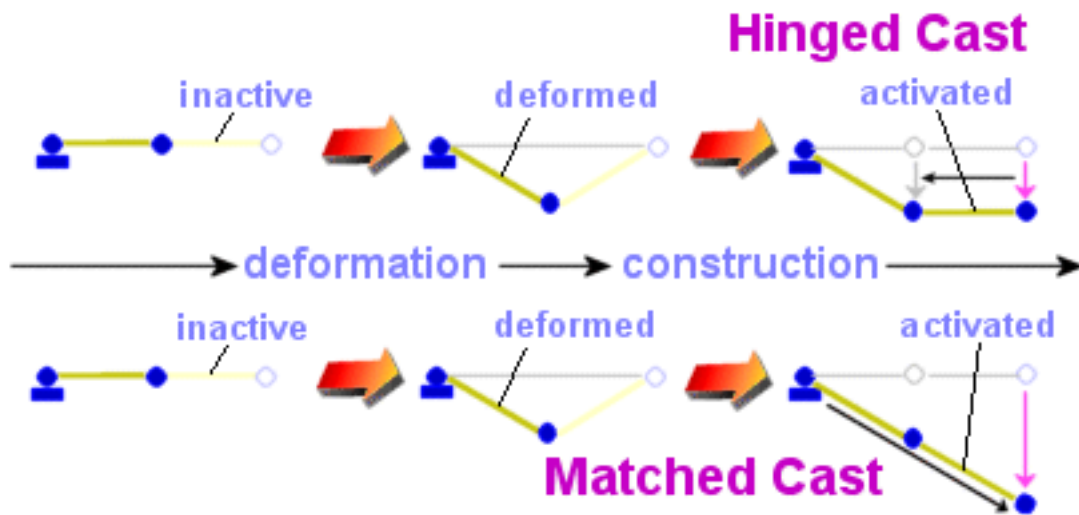 Hinged Cast
inactive
deformed
activated
deformation
construction
inactive
deformed
activated
Matched Cast